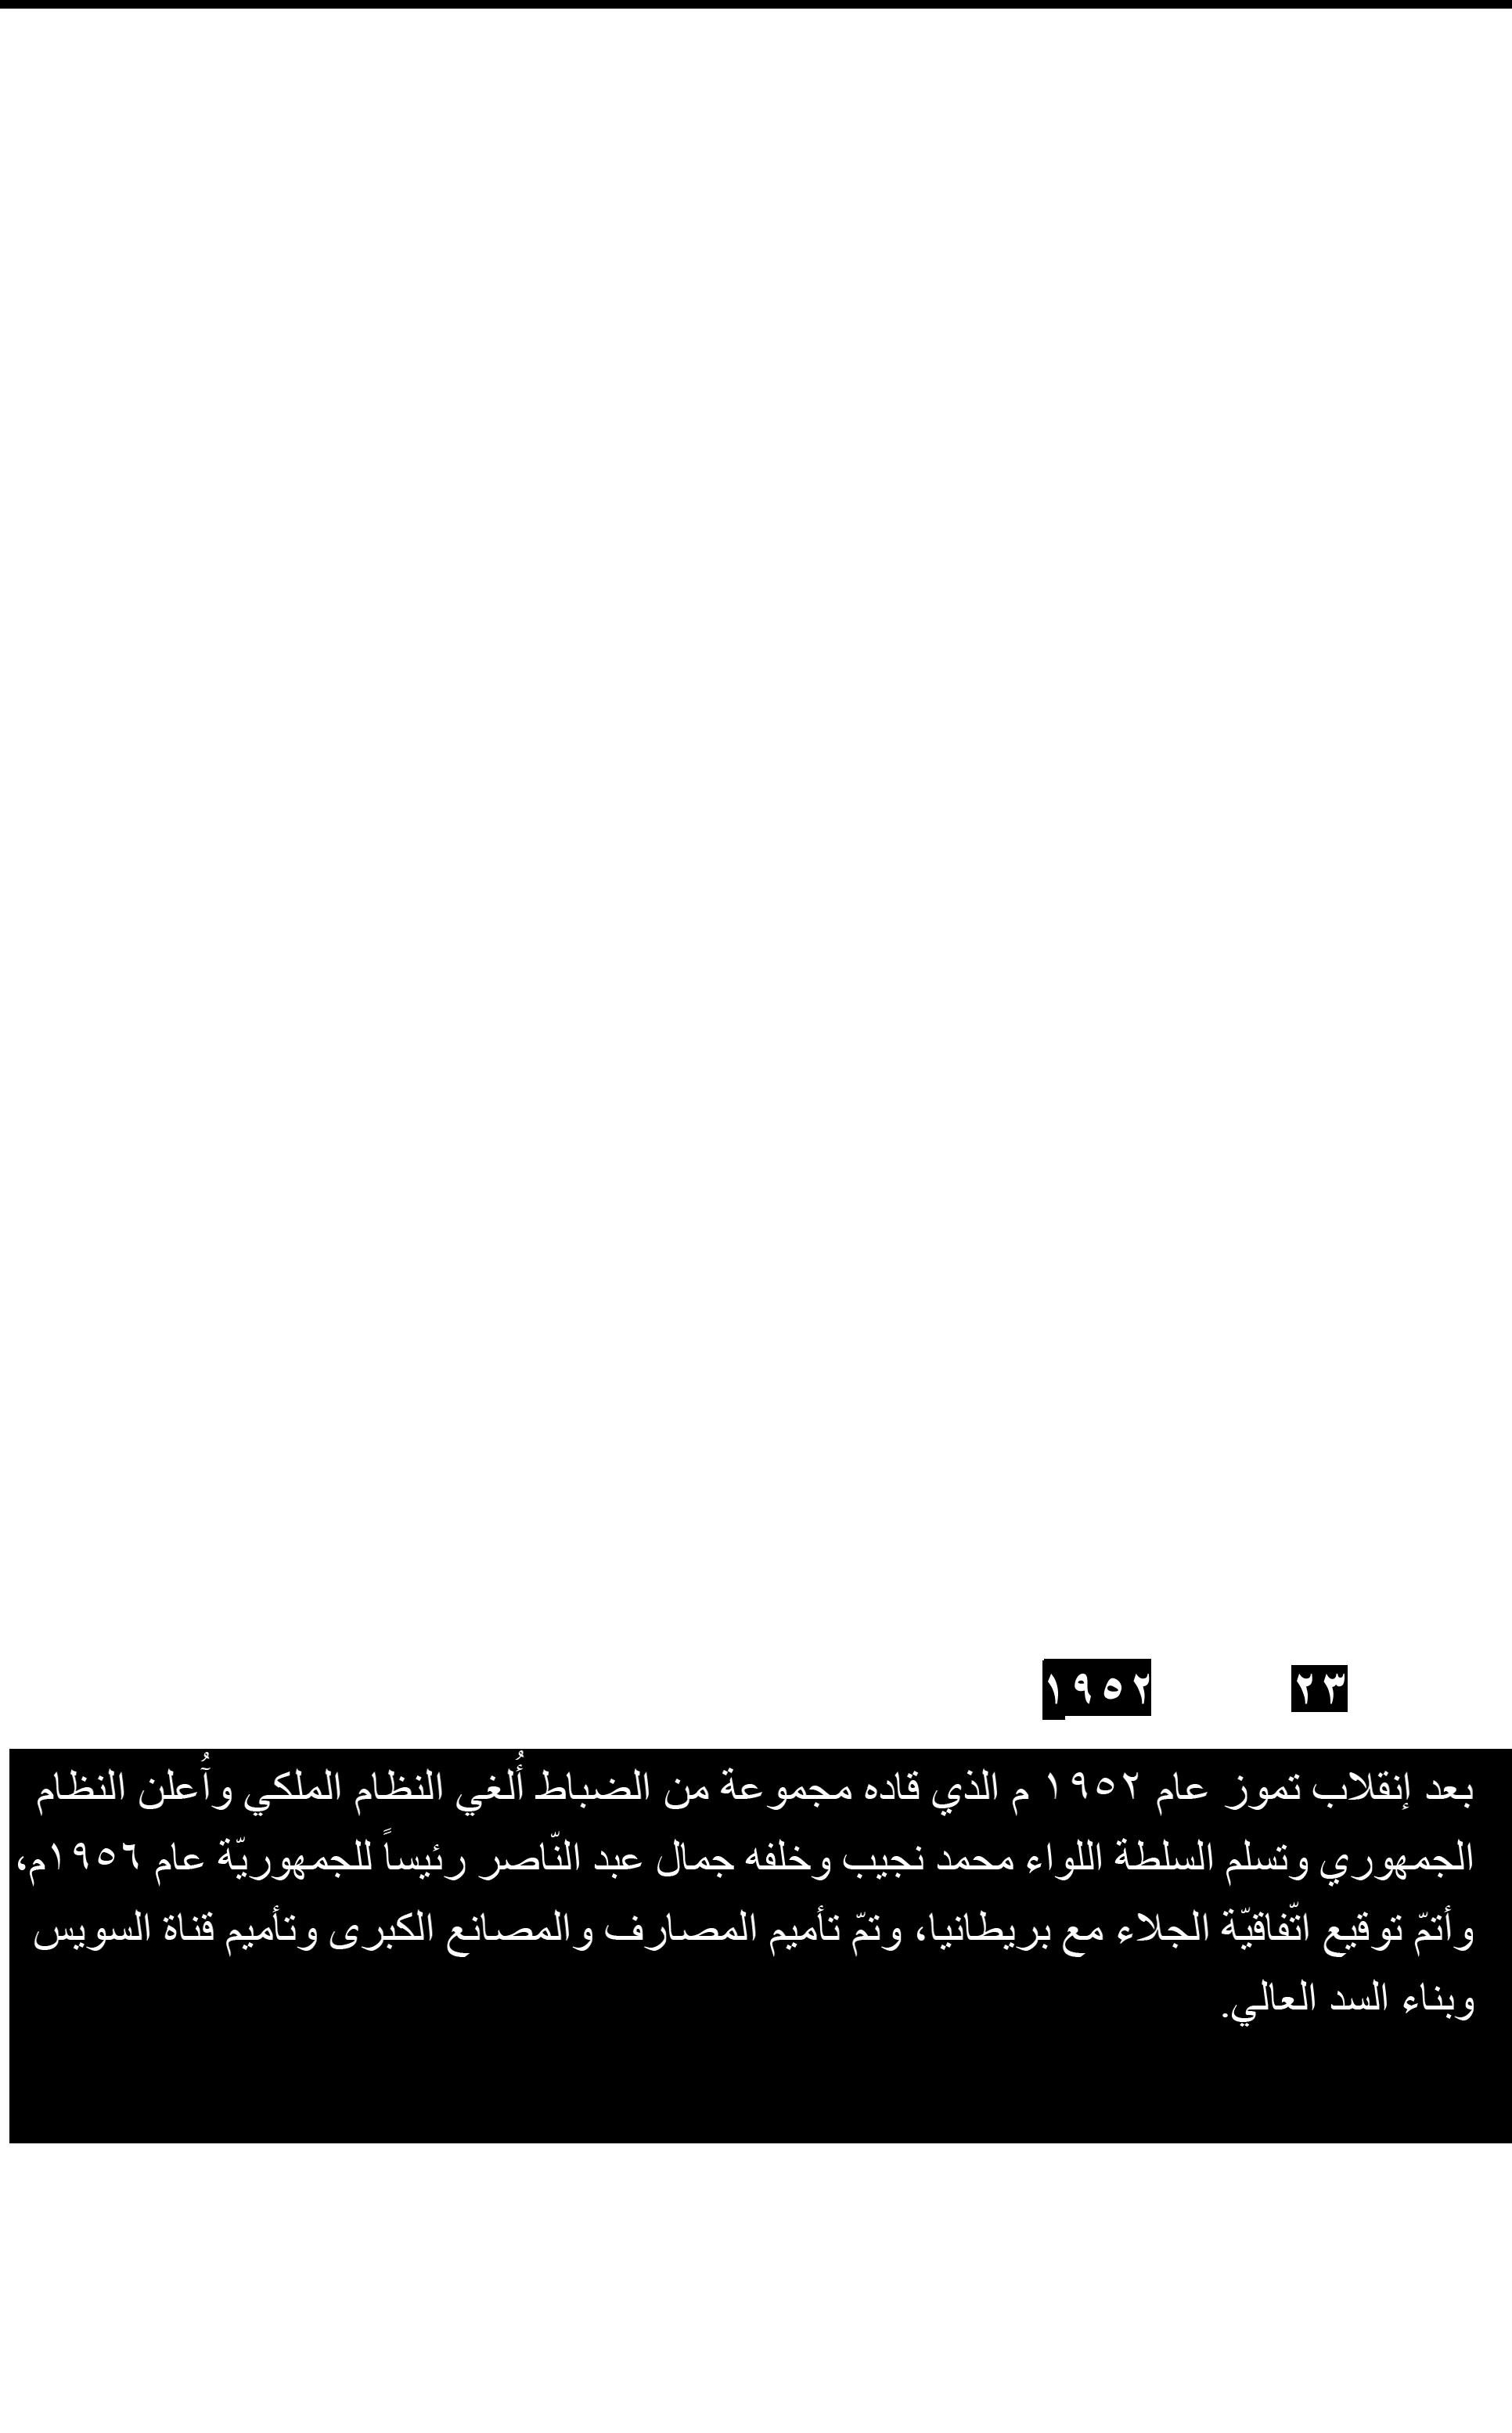 ٢٣ ١٩٥٢
بعد إنقلاب تموز عام ١٩٥٢ م الذي قاده مجموعة من الضباط أُلغي النظام الملكي وآُعلن النظام
الجمهوري وتسلم السلطة اللواء محمد نجيب وخلفه جمال عبد النّاصر رئيساً للجمهوريّة عام ١٩٥٦م،
وأتمّ توقيع اتّفاقيّة الجلاء مع بريطانيا، وتمّ تأميم المصارف والمصانع الكبرى وتأميم قناة السويس
وبناء السد العالي.